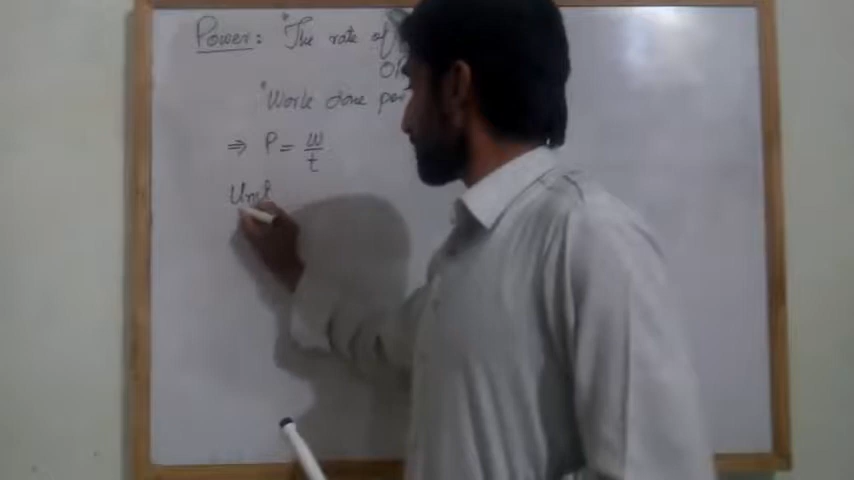 Power: "The rate of
OR
"Work done per
⇒ P = w/t
Unit